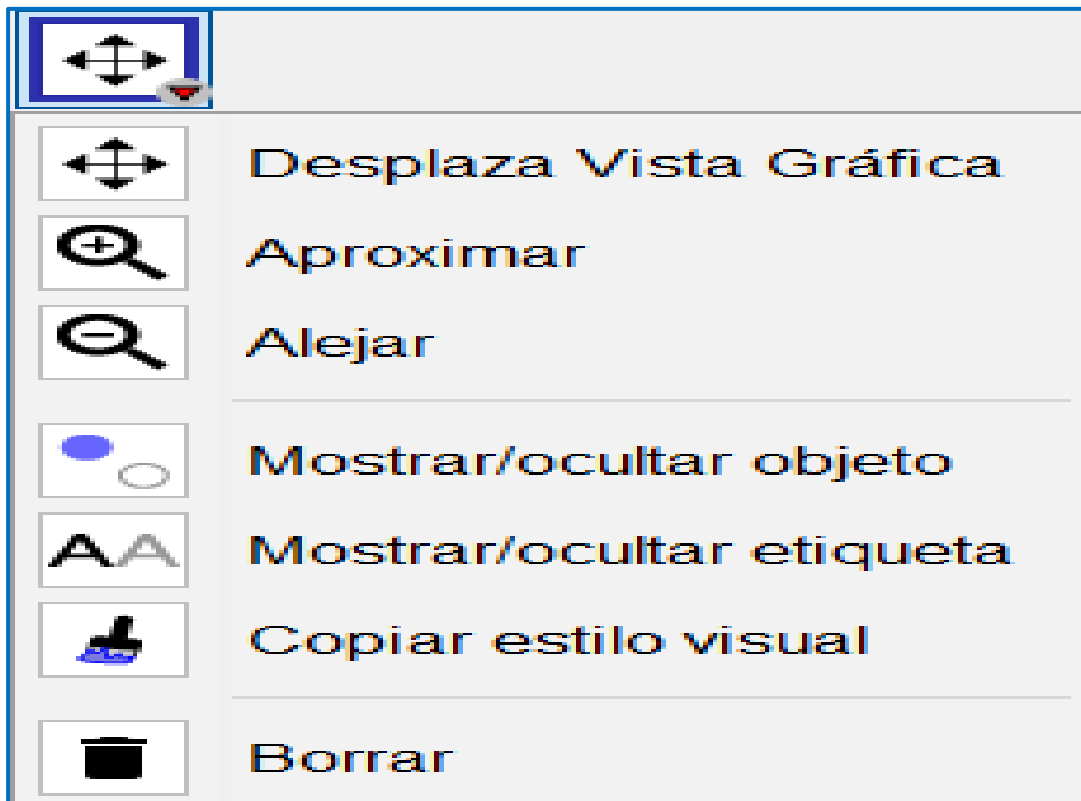 Desplaza Vista Gráfica
Aproximar
Alejar
Mostrar/ocultar objeto
Mostrar/ocultar etiqueta
Copiar estilo visual
Borrar